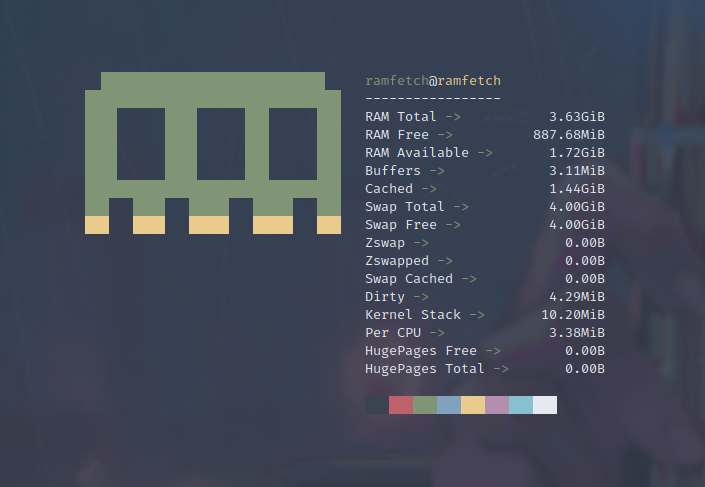 ramfetch@ramfetch
-----------------
RAM Total -> 3.63GiB
RAM Free -> 887.68MiB
RAM Available -> 1.72GiB
Buffers -> 3.11MiB
Cached -> 1.44GiB
Swap Total -> 4.00GiB
Swap Free -> 4.00GiB
Zswap -> 0.00B
Zswapped -> 0.00B
Swap Cached -> 0.00B
Dirty -> 4.29MiB
Kernel Stack -> 10.20MiB
Per CPU -> 3.38MiB
HugePages Free -> 0.00B
HugePages Total -> 0.00B